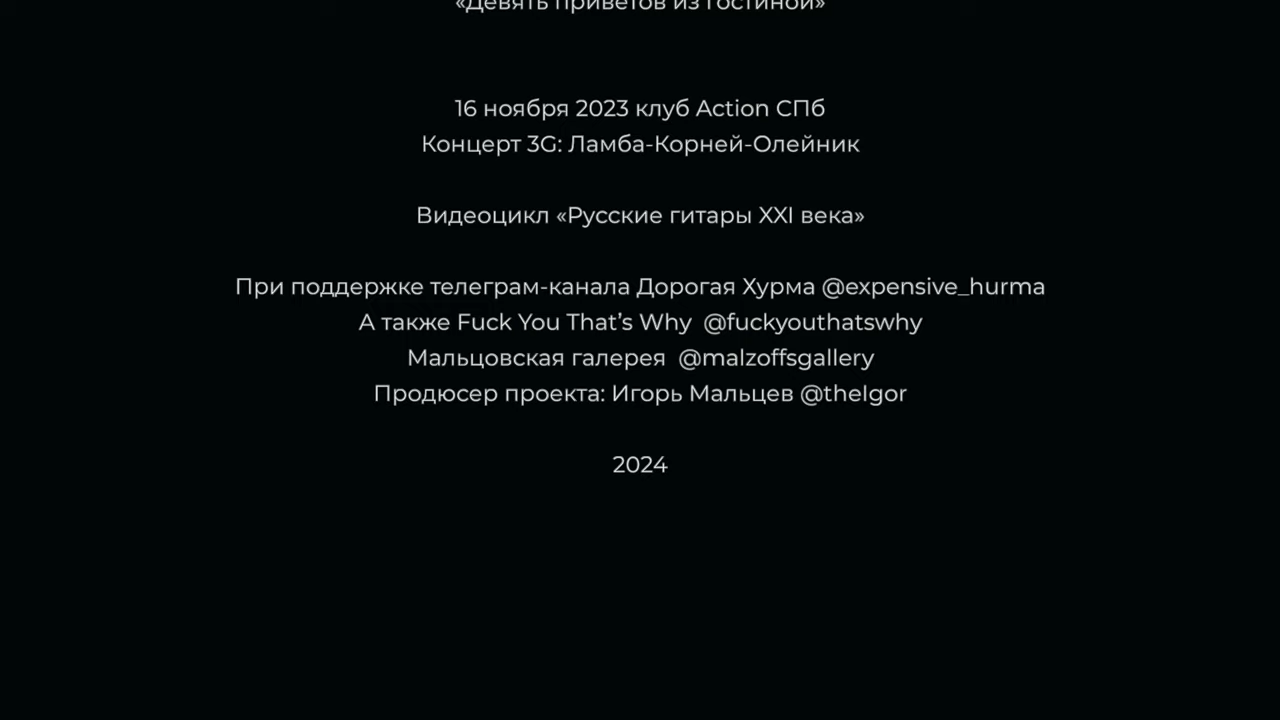 «Девять приветов из гостиной»
16 ноября 2023 клуб Action СПб
Концерт 3G: Ламба-Корней-Олейник
Видеоцикл «Русские гитары XXI века»
При поддержке телеграм-канала Дорогая Хурма @expensive_hurma
А также Fuck You That’s Why @fuckyouthatswhy
Мальцовская галерея @malzoffsgallery
Продюсер проекта: Игорь Мальцев @theIgor
2024